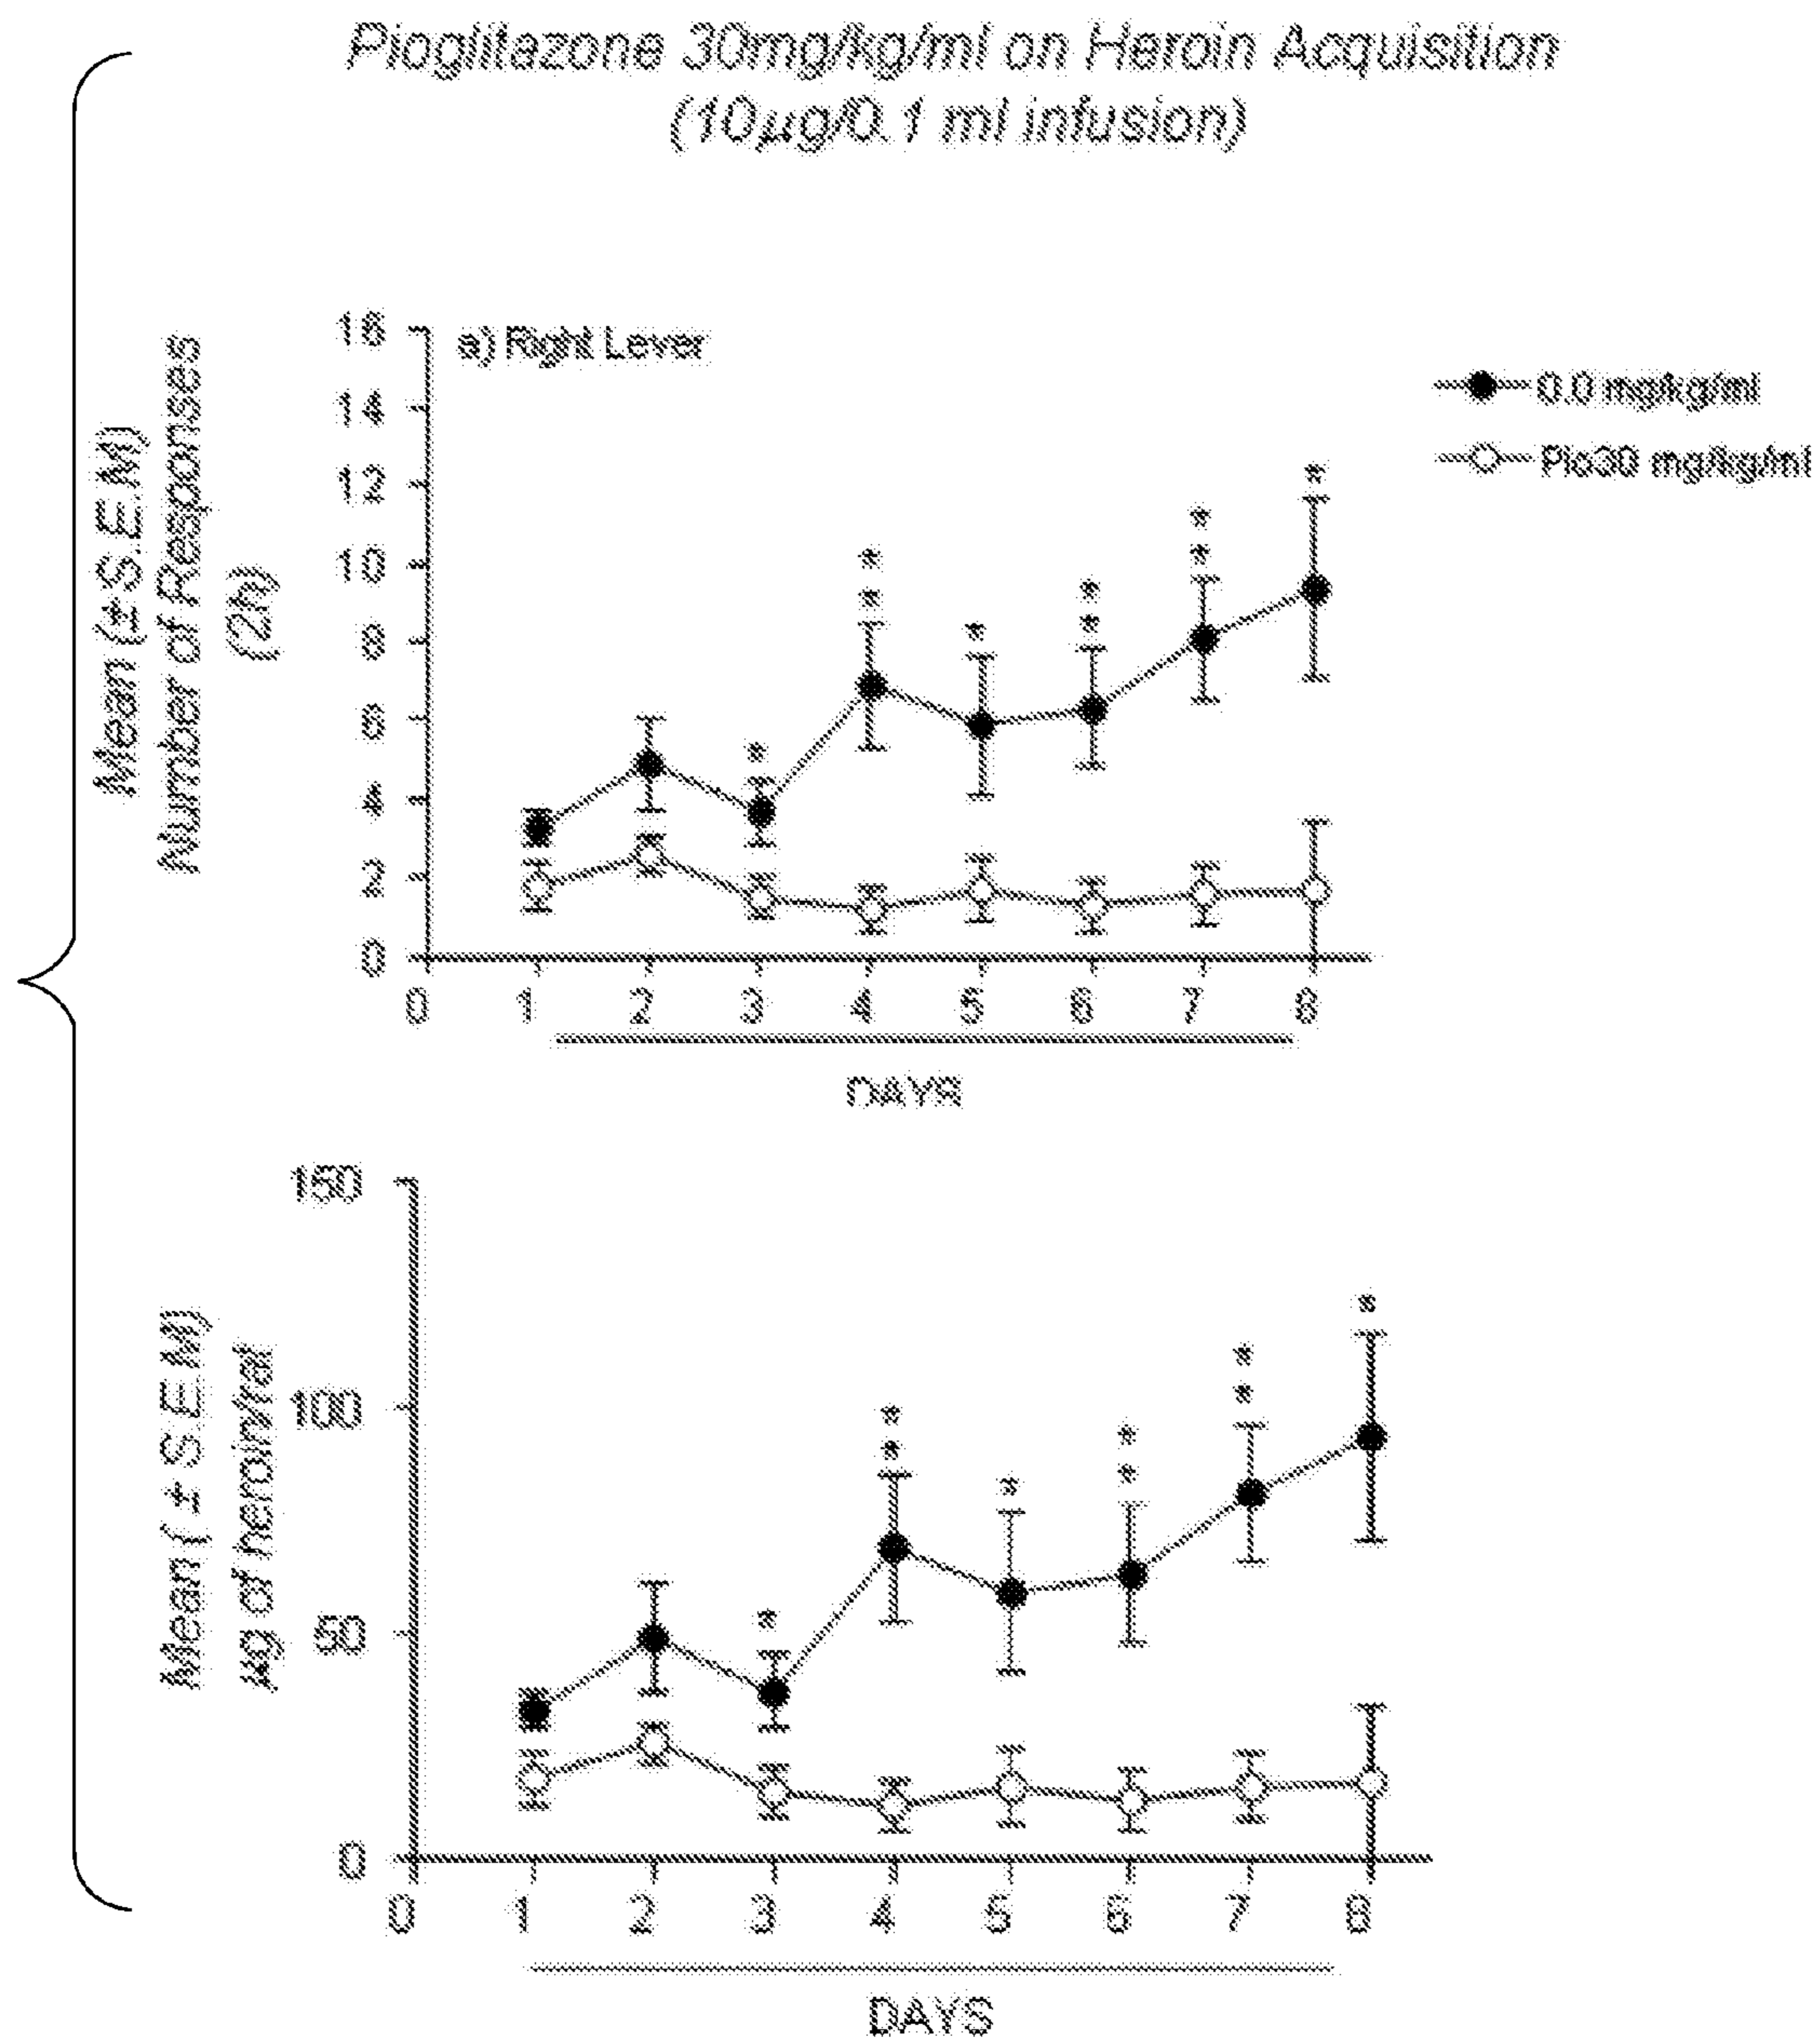 Pioglitazone 30mg/kg/ml on Heroin Acquisition
(10µg/0.1 ml infusion)
Mean (± S.E.M)
Number of Responses
(2h)
16
14
12
10
8
6
4
2
0
a) Right Lever
0.0 mg/kg/ml
Pio30 mg/kg/ml
*
* *
*
* *
* *
*
0 1 2 3 4 5 6 7 8
DAYS
Mean ( ± S.E.M)
µg of heroin/rat
150
100
50
0
*
* *
*
* *
* *
*
0 1 2 3 4 5 6 7 8
DAYS